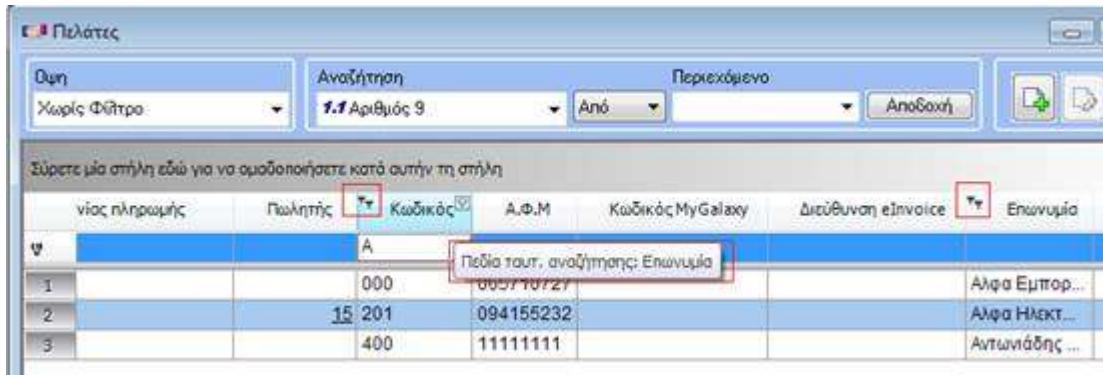 Πελάτες
Όψη Αναζήτηση Περιεχόμενο
Χωρίς Φίλτρο 1.1 Αριθμός 9 Από Αποδοχή
Σύρετε μία στήλη εδώ για να ομαδοποιήσετε κατά αυτήν τη στήλη
νίας πληρωμής Πωλητής Κωδικός Α.Φ.Μ Κωδικός MyGalaxy Διεύθυνση eInvoice Επωνυμία
A
Πεδία ταυτ. αναζήτησης: Επωνυμία
1 000 065710727 Αλφα Εμπορ...
2 15 201 094155232 Αλφα Ηλεκτ...
3 400 11111111 Αντωνιάδης ...